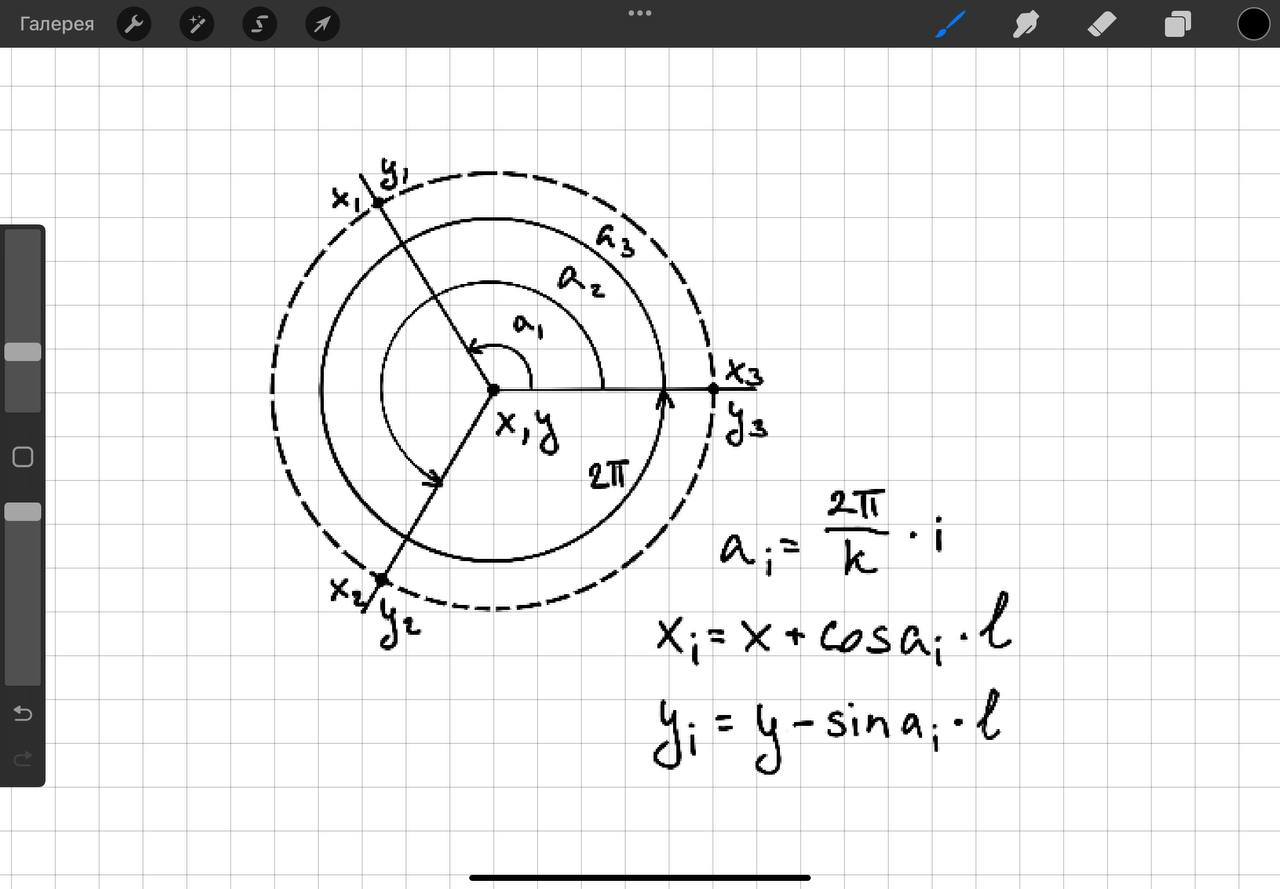 Галерея
y₁
x₁
a₃
a₂
a₁
x₃
x,y
y₃
2π
x₂
y₂
aᵢ = 2π/k · i
xᵢ = x + cos aᵢ · l
yᵢ = y - sin aᵢ · l